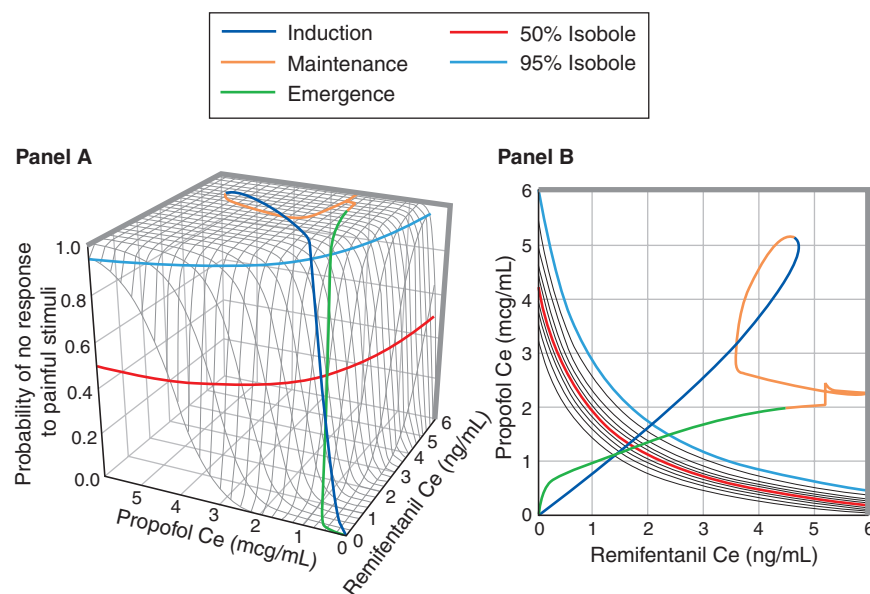 Induction
Maintenance
Emergence
50% Isobole
95% Isobole
Panel A
Probability of no response
to painful stimuli
1.0
0.8
0.6
0.4
0.2
0.0
5
4
3
2
1
0
Propofol Ce (mcg/mL)
0
1
2
3
4
5
6
Remifentanil Ce (ng/mL)
Panel B
Propofol Ce (mcg/mL)
6
5
4
3
2
1
0
0 1 2 3 4 5 6
Remifentanil Ce (ng/mL)